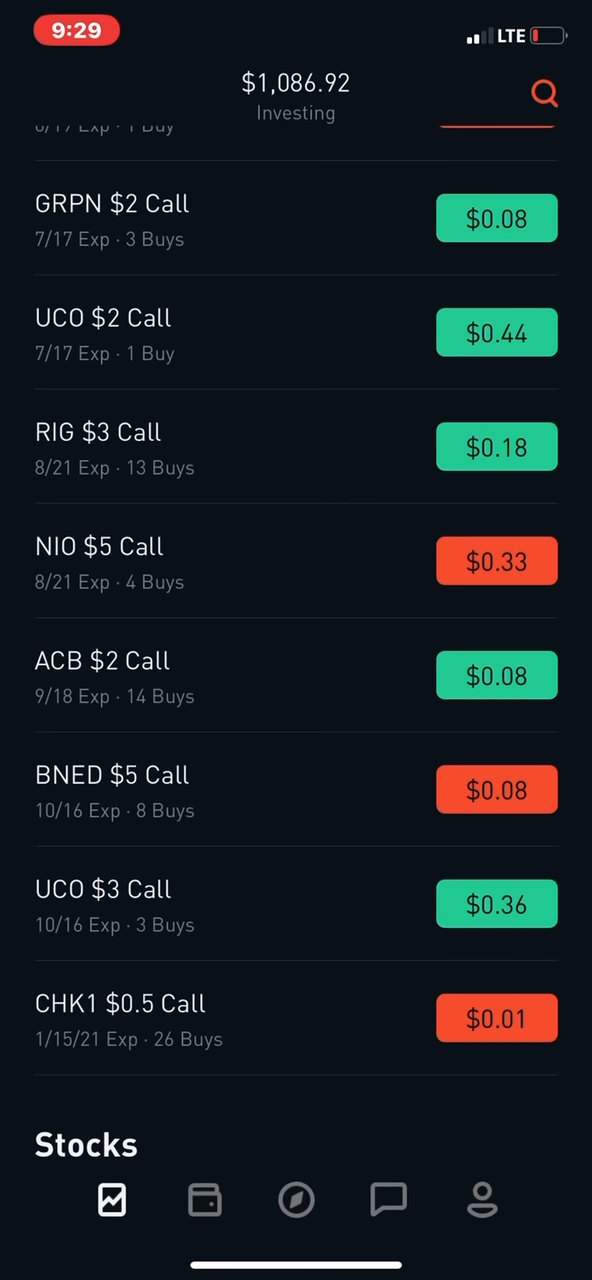 9:29
LTE
$1,086.92
Investing
GRPN $2 Call
$0.08
7/17 Exp · 3 Buys
UCO $2 Call
$0.44
7/17 Exp · 1 Buy
RIG $3 Call
$0.18
8/21 Exp · 13 Buys
NIO $5 Call
$0.33
8/21 Exp · 4 Buys
ACB $2 Call
$0.08
9/18 Exp · 14 Buys
BNED $5 Call
$0.08
10/16 Exp · 8 Buys
UCO $3 Call
$0.36
10/16 Exp · 3 Buys
CHK1 $0.5 Call
$0.01
1/15/21 Exp · 26 Buys
Stocks